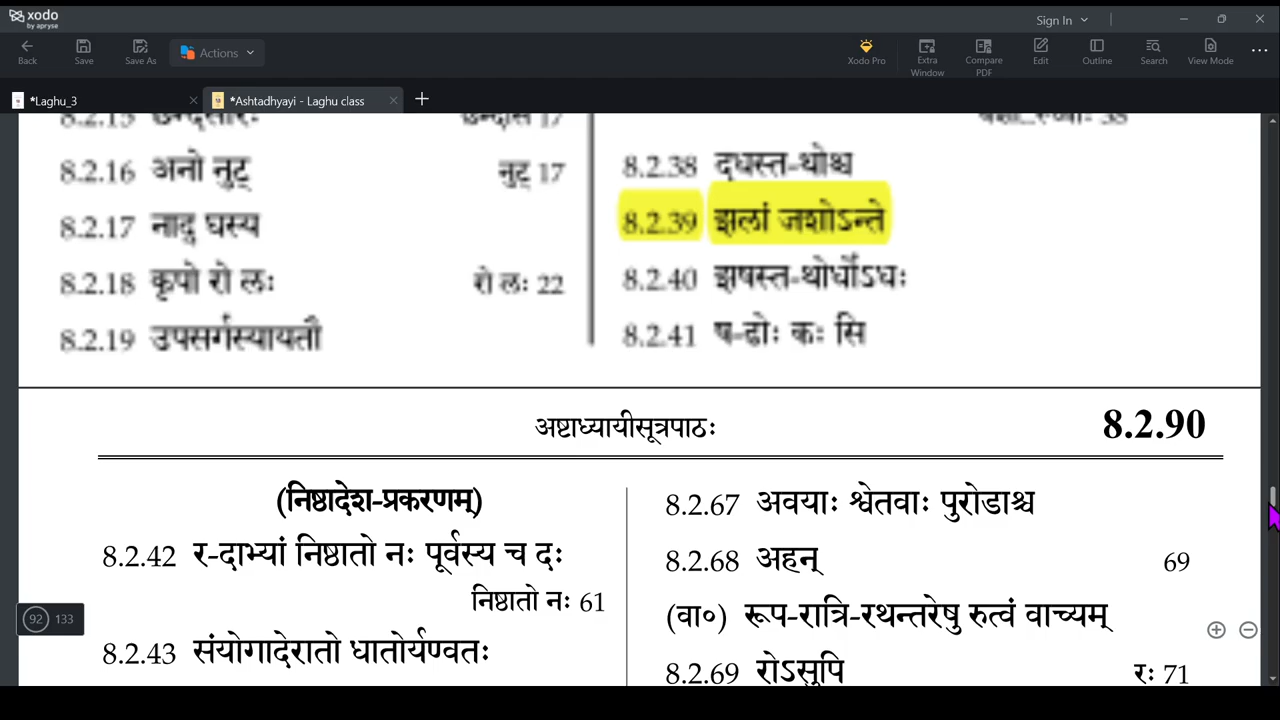 xodo
by apryse
Sign In
Back
Save
Save As
Actions
Xodo Pro
Extra Window
Compare PDF
Edit
Outline
Search
View Mode
*Laghu_3
*Ashtadhyayi - Laghu class
8.2.16 अनो नुट् नुट् 17
8.2.17 नाद् घस्य
8.2.18 कृपो रो लः रो लः 22
8.2.19 उपसर्गस्यायतौ
8.2.38 दधस्त-थोश्च
8.2.39 झलां जशोऽन्ते
8.2.40 झषस्त-थोर्धोऽधः
8.2.41 ष-ढोः कः सि
अष्टाध्यायीसूत्रपाठः 8.2.90
(निष्ठादेश-प्रकरणम्)
8.2.42 र-दाभ्यां निष्ठातो नः पूर्वस्य च दः
निष्ठातो नः 61
8.2.43 संयोगादेरातो धातोर्यण्वतः
8.2.67 अवयाः श्वेतवाः पुरोडाश्च
8.2.68 अहन् 69
(वा०) रूप-रात्रि-रथन्तरेषु रुत्वं वाच्यम्
8.2.69 रोऽसुपि रः 71
92 133